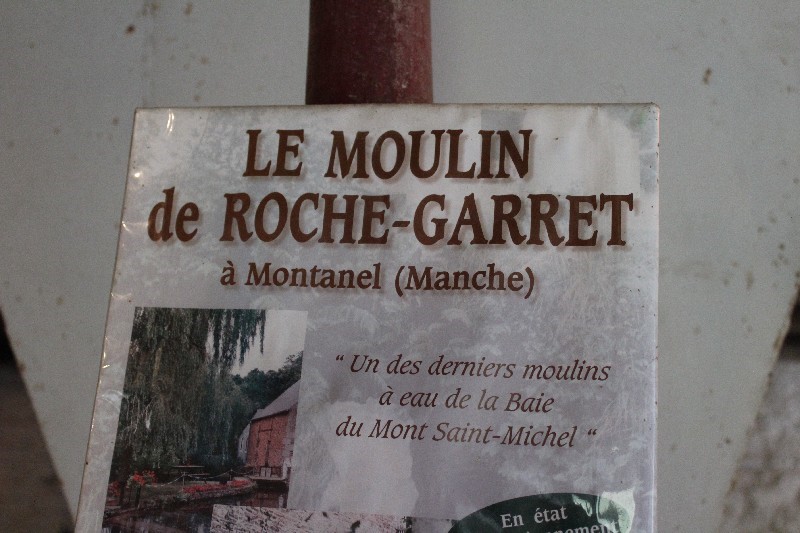 LE MOULIN
de ROCHE-GARRET
à Montanel (Manche)
“ Un des derniers moulins
à eau de la Baie
du Mont Saint-Michel “
En état